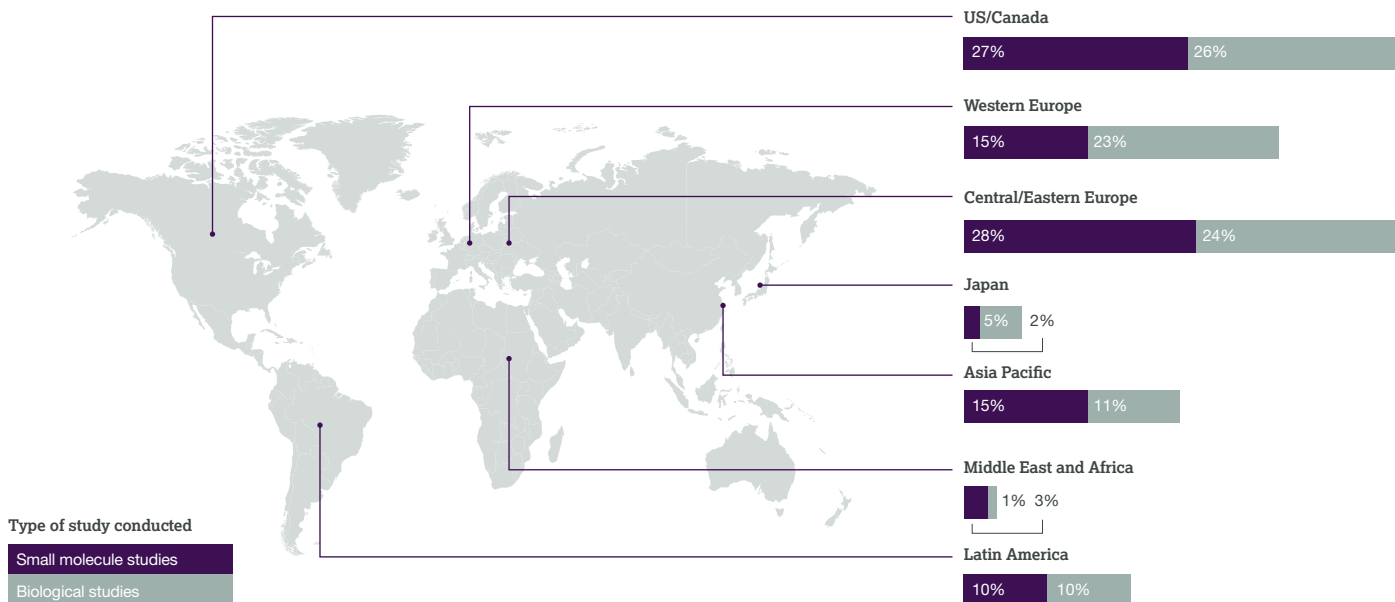 US/Canada
27% 26%
Western Europe
15% 23%
Central/Eastern Europe
28% 24%
Japan
5% 2%
Asia Pacific
15% 11%
Middle East and Africa
1% 3%
Latin America
10% 10%
Type of study conducted
Small molecule studies
Biological studies